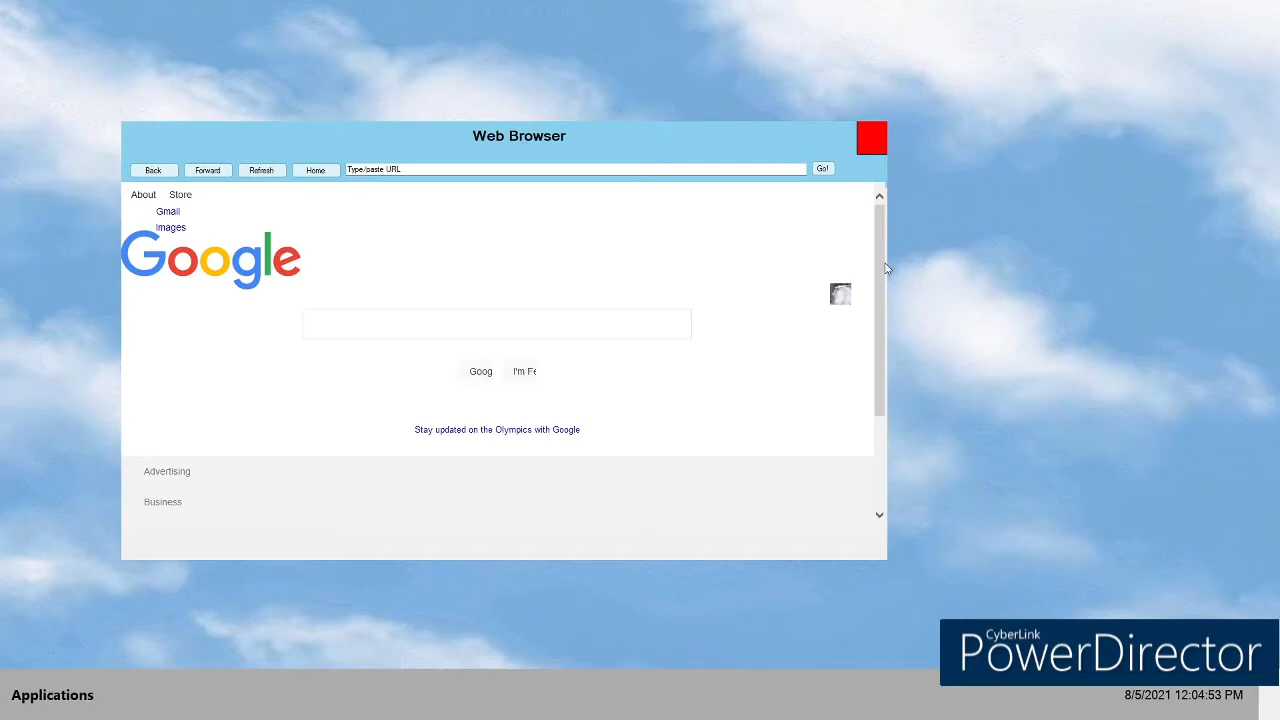 Web Browser
Back Forward Refresh Home Type/paste URL Go!
About Store
Gmail
Images
Google
Goog I'm Fe
Stay updated on the Olympics with Google
Advertising
Business
CyberLink
PowerDirector
Applications 8/5/2021 12:04:53 PM